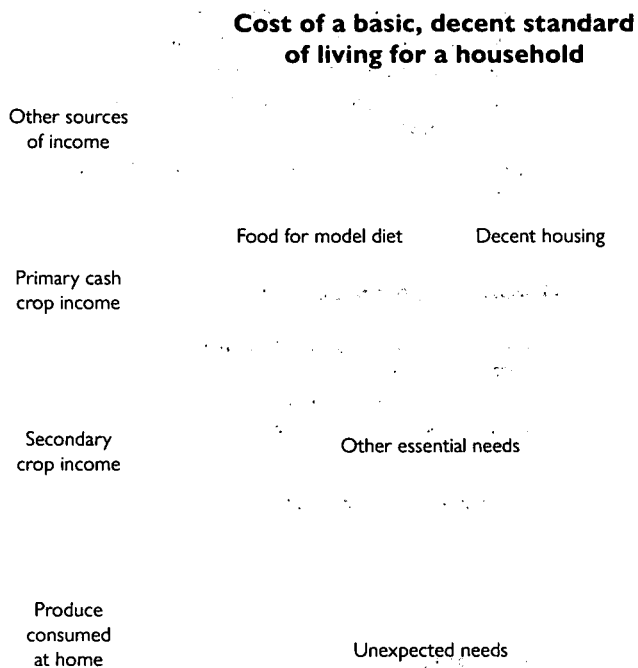 Cost of a basic, decent standard
of living for a household
Other sources
of income
Food for model diet
Decent housing
Primary cash
crop income
Secondary
crop income
Other essential needs
Produce
consumed
at home
Unexpected needs